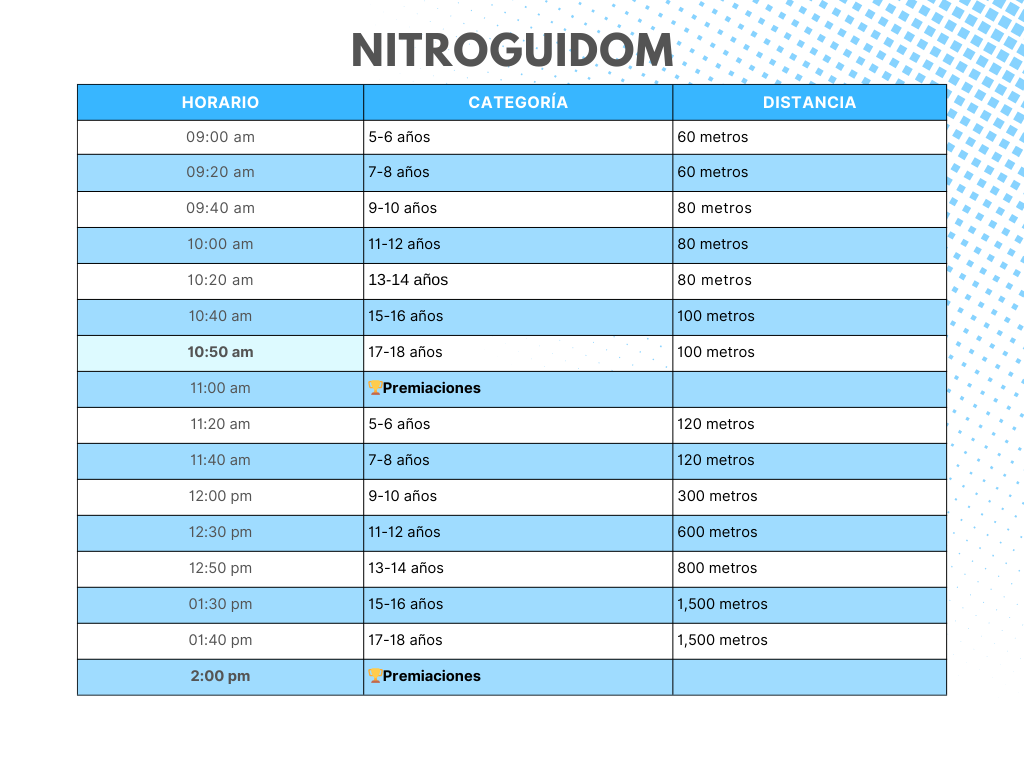 NITROGUIDOM
HORARIO CATEGORÍA DISTANCIA
09:00 am 5-6 años 60 metros
09:20 am 7-8 años 60 metros
09:40 am 9-10 años 80 metros
10:00 am 11-12 años 80 metros
10:20 am 13-14 años 80 metros
10:40 am 15-16 años 100 metros
10:50 am 17-18 años 100 metros
11:00 am 🏆Premiaciones
11:20 am 5-6 años 120 metros
11:40 am 7-8 años 120 metros
12:00 pm 9-10 años 300 metros
12:30 pm 11-12 años 600 metros
12:50 pm 13-14 años 800 metros
01:30 pm 15-16 años 1,500 metros
01:40 pm 17-18 años 1,500 metros
2:00 pm 🏆Premiaciones